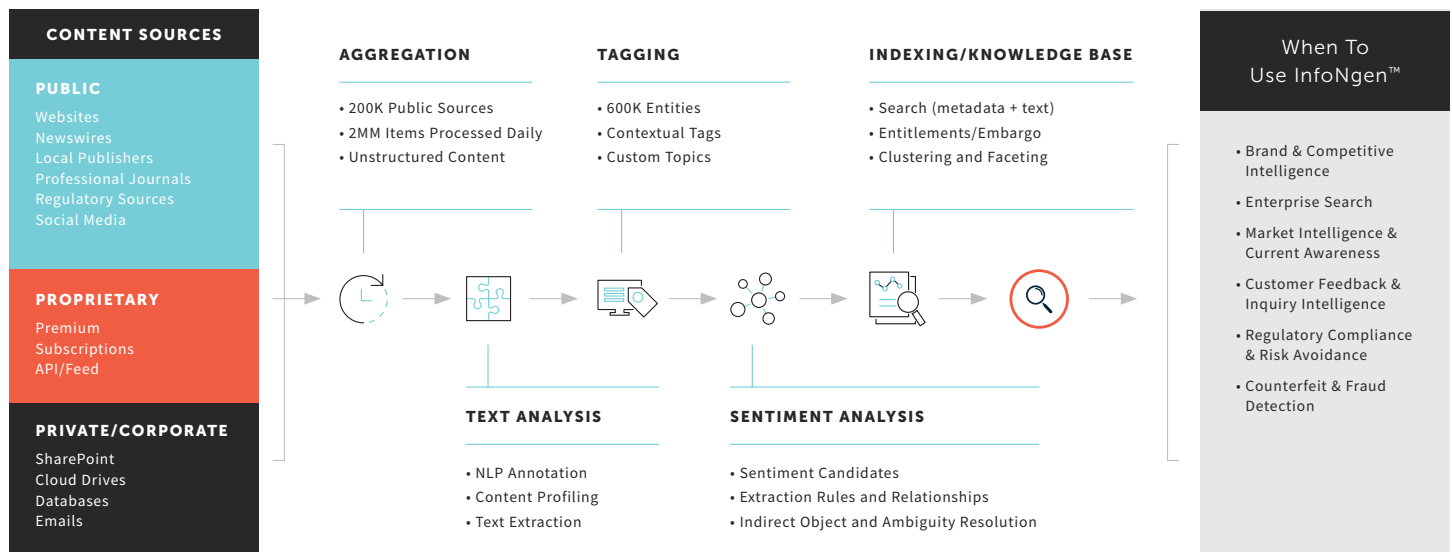 CONTENT SOURCES
PUBLIC
Websites
Newswires
Local Publishers
Professional Journals
Regulatory Sources
Social Media
PROPRIETARY
Premium
Subscriptions
API/Feed
PRIVATE/CORPORATE
SharePoint
Cloud Drives
Databases
Emails
AGGREGATION
• 200K Public Sources
• 2MM Items Processed Daily
• Unstructured Content
TEXT ANALYSIS
• NLP Annotation
• Content Profiling
• Text Extraction
TAGGING
• 600K Entities
• Contextual Tags
• Custom Topics
SENTIMENT ANALYSIS
• Sentiment Candidates
• Extraction Rules and Relationships
• Indirect Object and Ambiguity Resolution
INDEXING/KNOWLEDGE BASE
• Search (metadata + text)
• Entitlements/Embargo
• Clustering and Faceting
When To
Use InfoNgen™
• Brand & Competitive
Intelligence
• Enterprise Search
• Market Intelligence &
Current Awareness
• Customer Feedback &
Inquiry Intelligence
• Regulatory Compliance
& Risk Avoidance
• Counterfeit & Fraud
Detection